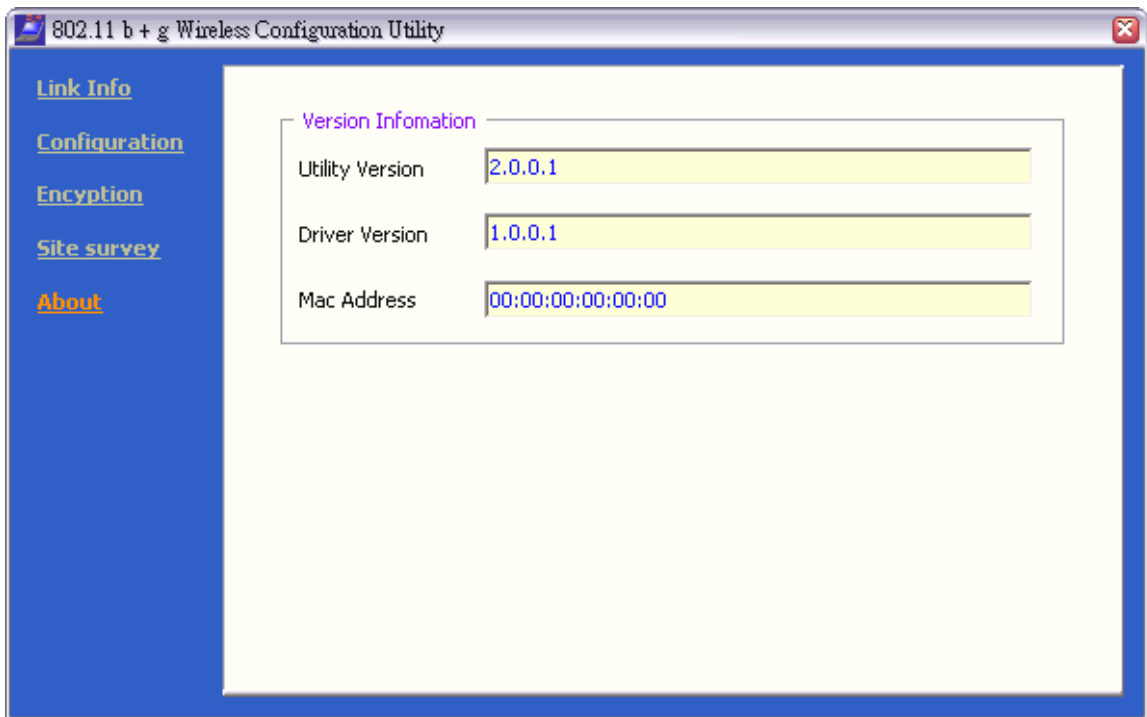 802.11 b + g Wireless Configuration Utility
Link Info
Configuration
Encyption
Site survey
About
Version Infomation
Utility Version 2.0.0.1
Driver Version 1.0.0.1
Mac Address 00:00:00:00:00:00